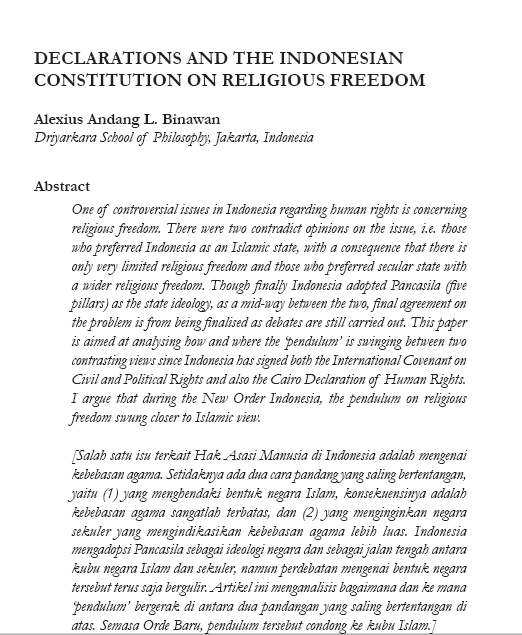 DECLARATIONS AND THE INDONESIAN
CONSTITUTION ON RELIGIOUS FREEDOM
Alexius Andang L. Binawan
Driyarkara School of Philosophy, Jakarta, Indonesia
Abstract
One of controversial issues in Indonesia regarding human rights is concerning
religious freedom. There were two contradict opinions on the issue, i.e. those
who preferred Indonesia as an Islamic state, with a consequence that there is
only very limited religious freedom and those who preferred secular state with
a wider religious freedom. Though finally Indonesia adopted Pancasila (five
pillars) as the state ideology, as a mid-way between the two, final agreement on
the problem is from being finalised as debates are still carried out. This paper
is aimed at analysing how and where the ‘pendulum’ is swinging between two
contrasting views since Indonesia has signed both the International Covenant on
Civil and Political Rights and also the Cairo Declaration of Human Rights.
I argue that during the New Order Indonesia, the pendulum on religious
freedom swung closer to Islamic view.
[Salah satu isu terkait Hak Asasi Manusia di Indonesia adalah mengenai
kebebasan agama. Setidaknya ada dua cara pandang yang saling bertentangan,
yaitu (1) yang menghendaki bentuk negara Islam, konsekuensinya adalah
kebebasan agama sangatlah terbatas, dan (2) yang menginginkan negara
sekuler yang mengindikasikan kebebasan agama lebih luas. Indonesia
mengadopsi Pancasila sebagai ideologi negara dan sebagai jalan tengah antara
kubu negara Islam dan sekuler, namun perdebatan mengenai bentuk negara
tersebut terus saja bergulir. Artikel ini menganalisis bagaimana dan ke mana
‘pendulum’ bergerak di antara dua pandangan yang saling bertentangan di
atas. Semasa Orde Baru, pendulum tersebut condong ke kubu Islam.]